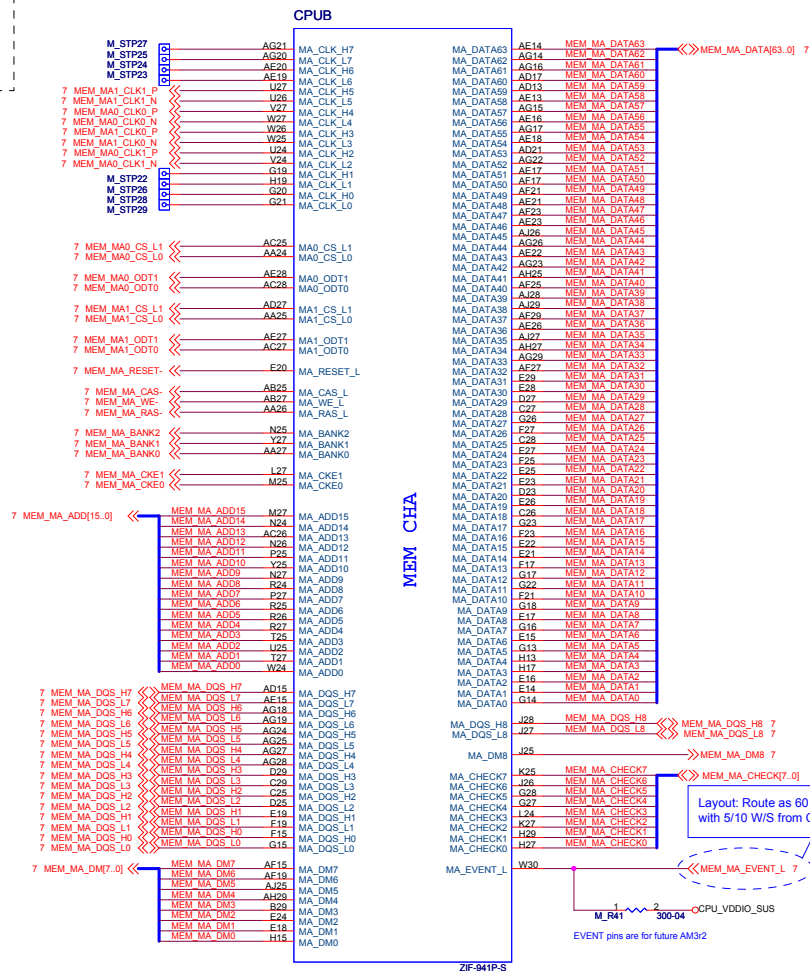 CPUB
M_STP27 AG21 MA_CLK_H7
M_STP25 AG20 MA_CLK_L7
M_STP24 AE20 MA_CLK_H6
M_STP23 AE19 MA_CLK_L6
7 MEM_MA1_CLK1_P U27 MA_CLK_H5
7 MEM_MA1_CLK1_N U26 MA_CLK_L5
7 MEM_MA0_CLK0_P V27 MA_CLK_H4
7 MEM_MA0_CLK0_N W27 MA_CLK_L4
7 MEM_MA1_CLK0_P W26 MA_CLK_H3
7 MEM_MA1_CLK0_N W25 MA_CLK_L3
7 MEM_MA0_CLK1_P U24 MA_CLK_H2
7 MEM_MA0_CLK1_N V24 MA_CLK_L2
M_STP22 G19 MA_CLK_H1
M_STP26 H19 MA_CLK_L1
M_STP28 G20 MA_CLK_H0
M_STP29 G21 MA_CLK_L0
7 MEM_MA0_CS_L1 AC25 MA0_CS_L1
7 MEM_MA0_CS_L0 AA24 MA0_CS_L0
7 MEM_MA0_ODT1 AE28 MA0_ODT1
7 MEM_MA0_ODT0 AC28 MA0_ODT0
7 MEM_MA1_CS_L1 AD27 MA1_CS_L1
7 MEM_MA1_CS_L0 AA25 MA1_CS_L0
7 MEM_MA1_ODT1 AE27 MA1_ODT1
7 MEM_MA1_ODT0 AC27 MA1_ODT0
7 MEM_MA_RESET- E20 MA_RESET_L
7 MEM_MA_CAS- AB25 MA_CAS_L
7 MEM_MA_WE- AB27 MA_WE_L
7 MEM_MA_RAS- AA26 MA_RAS_L
7 MEM_MA_BANK2 N25 MA_BANK2
7 MEM_MA_BANK1 Y27 MA_BANK1
7 MEM_MA_BANK0 AA27 MA_BANK0
7 MEM_MA_CKE1 L27 MA_CKE1
7 MEM_MA_CKE0 M25 MA_CKE0
7 MEM_MA_ADD[15..0]
MEM_MA_ADD15 M27 MA_ADD15
MEM_MA_ADD14 N24 MA_ADD14
MEM_MA_ADD13 AC26 MA_ADD13
MEM_MA_ADD12 N26 MA_ADD12
MEM_MA_ADD11 P25 MA_ADD11
MEM_MA_ADD10 Y25 MA_ADD10
MEM_MA_ADD9 N27 MA_ADD9
MEM_MA_ADD8 R24 MA_ADD8
MEM_MA_ADD7 P27 MA_ADD7
MEM_MA_ADD6 R25 MA_ADD6
MEM_MA_ADD5 R26 MA_ADD5
MEM_MA_ADD4 R27 MA_ADD4
MEM_MA_ADD3 T25 MA_ADD3
MEM_MA_ADD2 U25 MA_ADD2
MEM_MA_ADD1 T27 MA_ADD1
MEM_MA_ADD0 W24 MA_ADD0
7 MEM_MA_DQS_H7 MEM_MA_DQS_H7 AD15 MA_DQS_H7
7 MEM_MA_DQS_L7 MEM_MA_DQS_L7 AE15 MA_DQS_L7
7 MEM_MA_DQS_H6 MEM_MA_DQS_H6 AG18 MA_DQS_H6
7 MEM_MA_DQS_L6 MEM_MA_DQS_L6 AG19 MA_DQS_L6
7 MEM_MA_DQS_H5 MEM_MA_DQS_H5 AG24 MA_DQS_H5
7 MEM_MA_DQS_L5 MEM_MA_DQS_L5 AG25 MA_DQS_L5
7 MEM_MA_DQS_H4 MEM_MA_DQS_H4 AG27 MA_DQS_H4
7 MEM_MA_DQS_L4 MEM_MA_DQS_L4 AG28 MA_DQS_L4
7 MEM_MA_DQS_H3 MEM_MA_DQS_H3 D29 MA_DQS_H3
7 MEM_MA_DQS_L3 MEM_MA_DQS_L3 C29 MA_DQS_L3
7 MEM_MA_DQS_H2 MEM_MA_DQS_H2 C25 MA_DQS_H2
7 MEM_MA_DQS_L2 MEM_MA_DQS_L2 D25 MA_DQS_L2
7 MEM_MA_DQS_H1 MEM_MA_DQS_H1 E19 MA_DQS_H1
7 MEM_MA_DQS_L1 MEM_MA_DQS_L1 F19 MA_DQS_L1
7 MEM_MA_DQS_H0 MEM_MA_DQS_H0 F15 MA_DQS_H0
7 MEM_MA_DQS_L0 MEM_MA_DQS_L0 G15 MA_DQS_L0
7 MEM_MA_DM[7..0]
MEM_MA_DM7 AF15 MA_DM7
MEM_MA_DM6 AF19 MA_DM6
MEM_MA_DM5 AJ25 MA_DM5
MEM_MA_DM4 AH29 MA_DM4
MEM_MA_DM3 B29 MA_DM3
MEM_MA_DM2 E24 MA_DM2
MEM_MA_DM1 E18 MA_DM1
MEM_MA_DM0 H15 MA_DM0
MEM CHA
MA_DATA63 AE14 MEM_MA_DATA63
MEM_MA_DATA[63..0] 7
MA_DATA62 AG14 MEM_MA_DATA62
MA_DATA61 AG16 MEM_MA_DATA61
MA_DATA60 AD17 MEM_MA_DATA60
MA_DATA59 AD13 MEM_MA_DATA59
MA_DATA58 AE13 MEM_MA_DATA58
MA_DATA57 AG15 MEM_MA_DATA57
MA_DATA56 AE16 MEM_MA_DATA56
MA_DATA55 AG17 MEM_MA_DATA55
MA_DATA54 AE18 MEM_MA_DATA54
MA_DATA53 AD21 MEM_MA_DATA53
MA_DATA52 AG22 MEM_MA_DATA52
MA_DATA51 AE17 MEM_MA_DATA51
MA_DATA50 AF17 MEM_MA_DATA50
MA_DATA49 AF21 MEM_MA_DATA49
MA_DATA48 AE21 MEM_MA_DATA48
MA_DATA47 AF23 MEM_MA_DATA47
MA_DATA46 AE23 MEM_MA_DATA46
MA_DATA45 AJ26 MEM_MA_DATA45
MA_DATA44 AG26 MEM_MA_DATA44
MA_DATA43 AE22 MEM_MA_DATA43
MA_DATA42 AG23 MEM_MA_DATA42
MA_DATA41 AH25 MEM_MA_DATA41
MA_DATA40 AF25 MEM_MA_DATA40
MA_DATA39 AJ28 MEM_MA_DATA39
MA_DATA38 AJ29 MEM_MA_DATA38
MA_DATA37 AF29 MEM_MA_DATA37
MA_DATA36 AE26 MEM_MA_DATA36
MA_DATA35 AJ27 MEM_MA_DATA35
MA_DATA34 AH27 MEM_MA_DATA34
MA_DATA33 AG29 MEM_MA_DATA33
MA_DATA32 AF27 MEM_MA_DATA32
MA_DATA31 E29 MEM_MA_DATA31
MA_DATA30 E28 MEM_MA_DATA30
MA_DATA29 D27 MEM_MA_DATA29
MA_DATA28 C27 MEM_MA_DATA28
MA_DATA27 G26 MEM_MA_DATA27
MA_DATA26 F27 MEM_MA_DATA26
MA_DATA25 C28 MEM_MA_DATA25
MA_DATA24 E27 MEM_MA_DATA24
MA_DATA23 F25 MEM_MA_DATA23
MA_DATA22 E25 MEM_MA_DATA22
MA_DATA21 E23 MEM_MA_DATA21
MA_DATA20 D23 MEM_MA_DATA20
MA_DATA19 E26 MEM_MA_DATA19
MA_DATA18 C26 MEM_MA_DATA18
MA_DATA17 G23 MEM_MA_DATA17
MA_DATA16 F23 MEM_MA_DATA16
MA_DATA15 E22 MEM_MA_DATA15
MA_DATA14 E21 MEM_MA_DATA14
MA_DATA13 F17 MEM_MA_DATA13
MA_DATA12 G17 MEM_MA_DATA12
MA_DATA11 G22 MEM_MA_DATA11
MA_DATA10 F21 MEM_MA_DATA10
MA_DATA9 G18 MEM_MA_DATA9
MA_DATA8 E17 MEM_MA_DATA8
MA_DATA7 G16 MEM_MA_DATA7
MA_DATA6 E15 MEM_MA_DATA6
MA_DATA5 G13 MEM_MA_DATA5
MA_DATA4 H13 MEM_MA_DATA4
MA_DATA3 H17 MEM_MA_DATA3
MA_DATA2 E16 MEM_MA_DATA2
MA_DATA1 E14 MEM_MA_DATA1
MA_DATA0 G14 MEM_MA_DATA0
MA_DQS_H8 J28 MEM_MA_DQS_H8 MEM_MA_DQS_H8 7
MA_DQS_L8 J27 MEM_MA_DQS_L8 MEM_MA_DQS_L8 7
MA_DM8 J25 MEM_MA_DM8 7
MA_CHECK7 K25 MEM_MA_CHECK7
MEM_MA_CHECK[7..0]
MA_CHECK6 J26 MEM_MA_CHECK6
MA_CHECK5 G28 MEM_MA_CHECK5
MA_CHECK4 G27 MEM_MA_CHECK4
MA_CHECK3 L24 MEM_MA_CHECK3
MA_CHECK2 K27 MEM_MA_CHECK2
MA_CHECK1 H29 MEM_MA_CHECK1
MA_CHECK0 H27 MEM_MA_CHECK0
Layout: Route as 60
with 5/10 W/S from
MA_EVENT_L W30 MEM_MA_EVENT_L 7
1 2 CPU_VDDIO_SUS
M_R41 300-04
EVENT pins are for future AM3r2
ZIF-941P-S